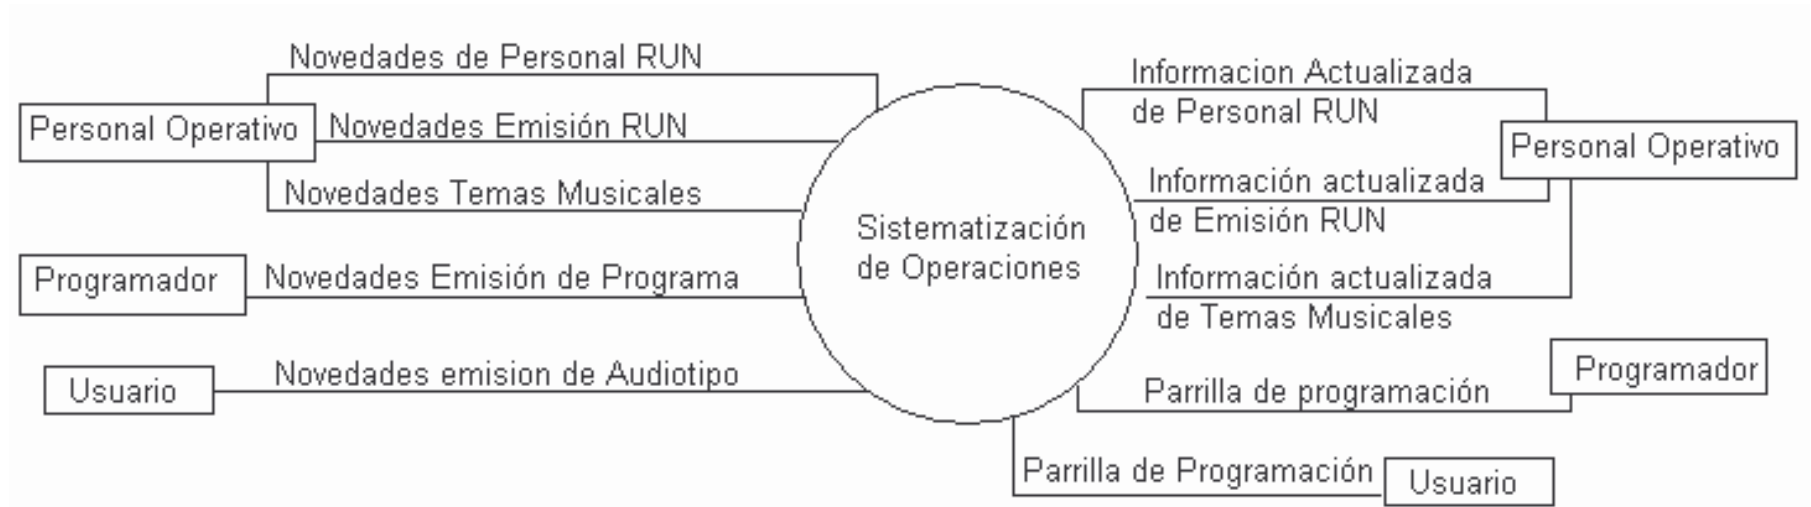 Novedades de Personal RUN
Personal Operativo
Novedades Emisión RUN
Novedades Temas Musicales
Programador
Novedades Emisión de Programa
Usuario
Novedades emision de Audiotipo
Sistematización
de Operaciones
Informacion Actualizada
de Personal RUN
Personal Operativo
Información actualizada
de Emisión RUN
Información actualizada
de Temas Musicales
Programador
Parrilla de programación
Parrilla de Programación
Usuario